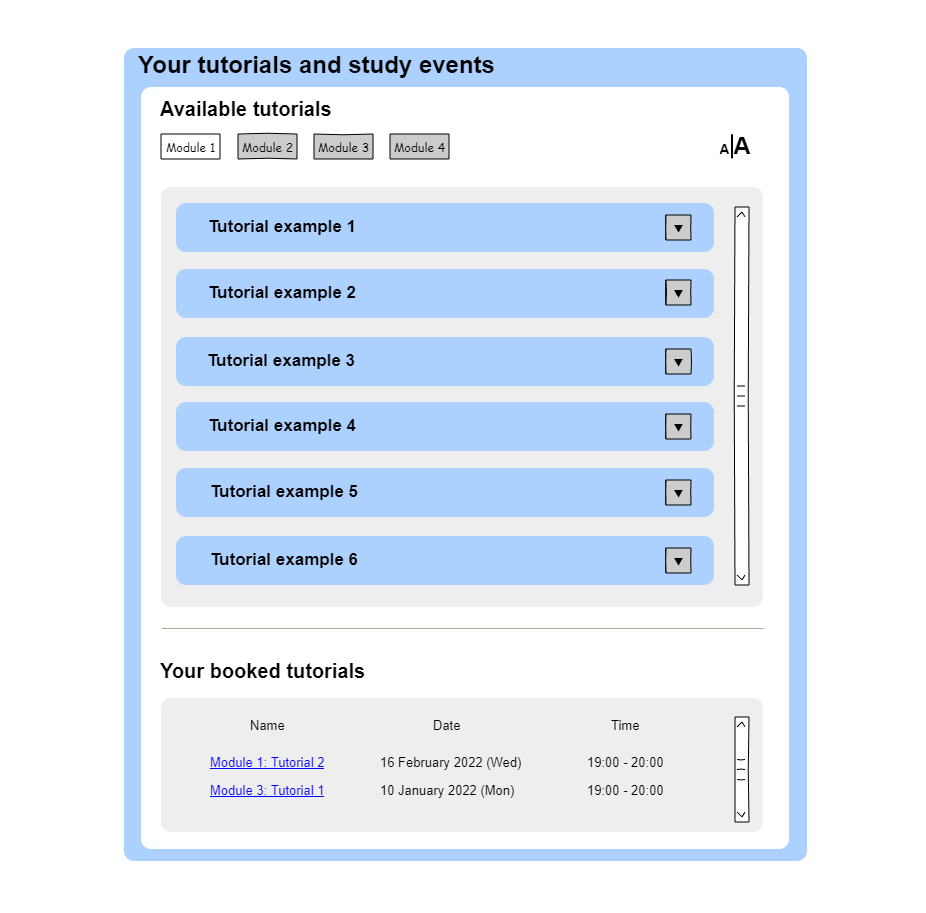 Your tutorials and study events
Available tutorials
Module 1 Module 2 Module 3 Module 4 A|A
Tutorial example 1
Tutorial example 2
Tutorial example 3
Tutorial example 4
Tutorial example 5
Tutorial example 6
Your booked tutorials
Name Date Time
Module 1: Tutorial 2 16 February 2022 (Wed) 19:00 - 20:00
Module 3: Tutorial 1 10 January 2022 (Mon) 19:00 - 20:00